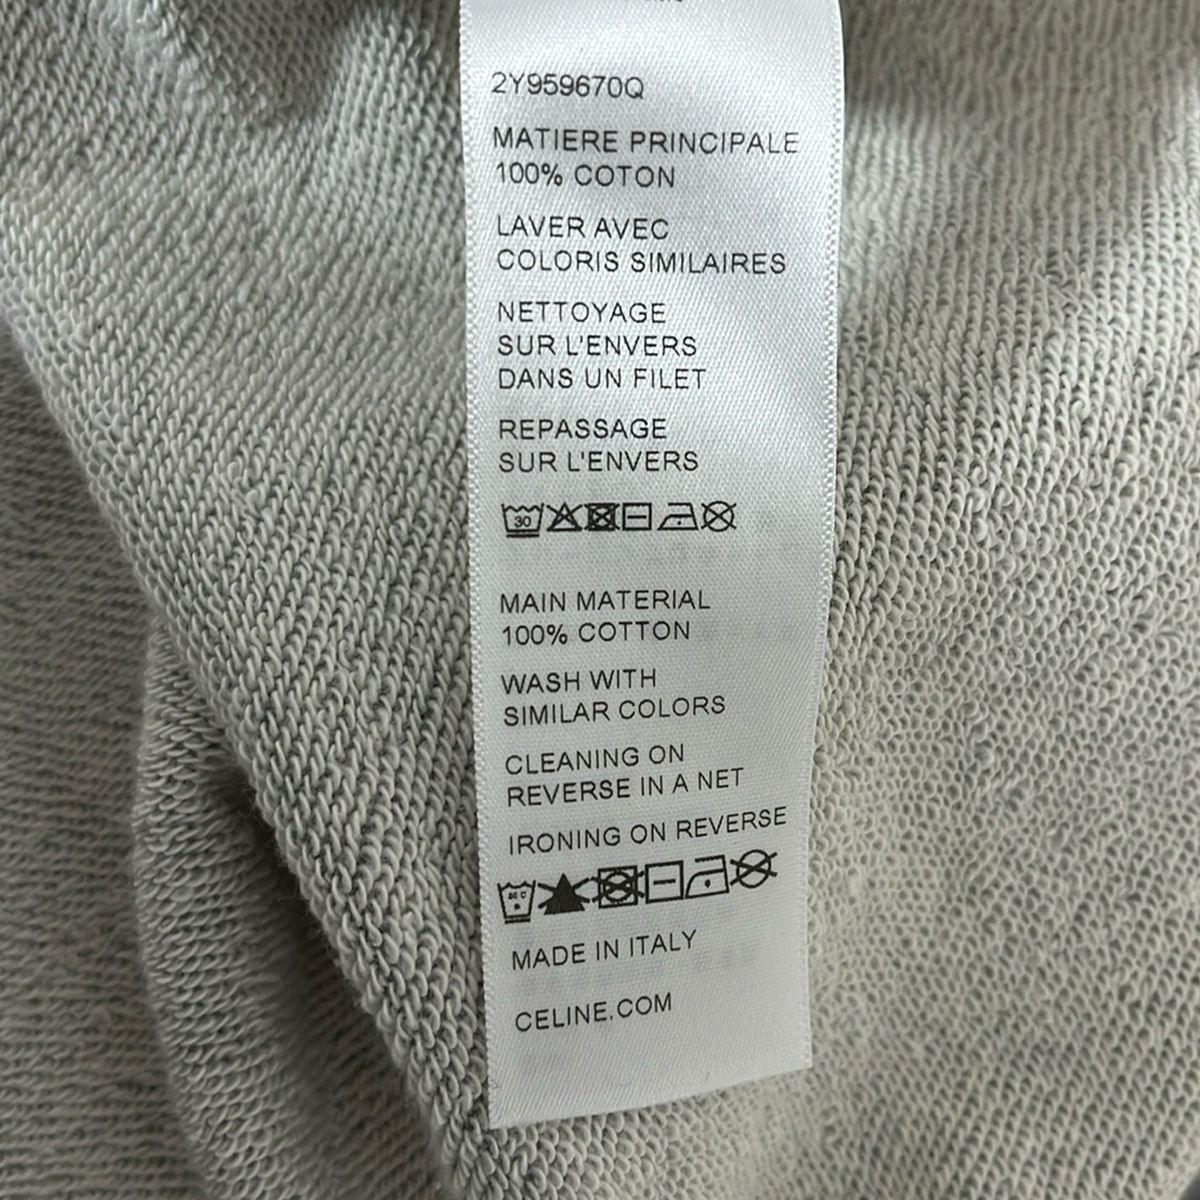 2Y959670Q
MATIERE PRINCIPALE
100% COTON
LAVER AVEC
COLORIS SIMILAIRES
NETTOYAGE
SUR L'ENVERS
DANS UN FILET
REPASSAGE
SUR L'ENVERS
30
MAIN MATERIAL
100% COTTON
WASH WITH
SIMILAR COLORS
CLEANING ON
REVERSE IN A NET
IRONING ON REVERSE
MADE IN ITALY
CELINE.COM